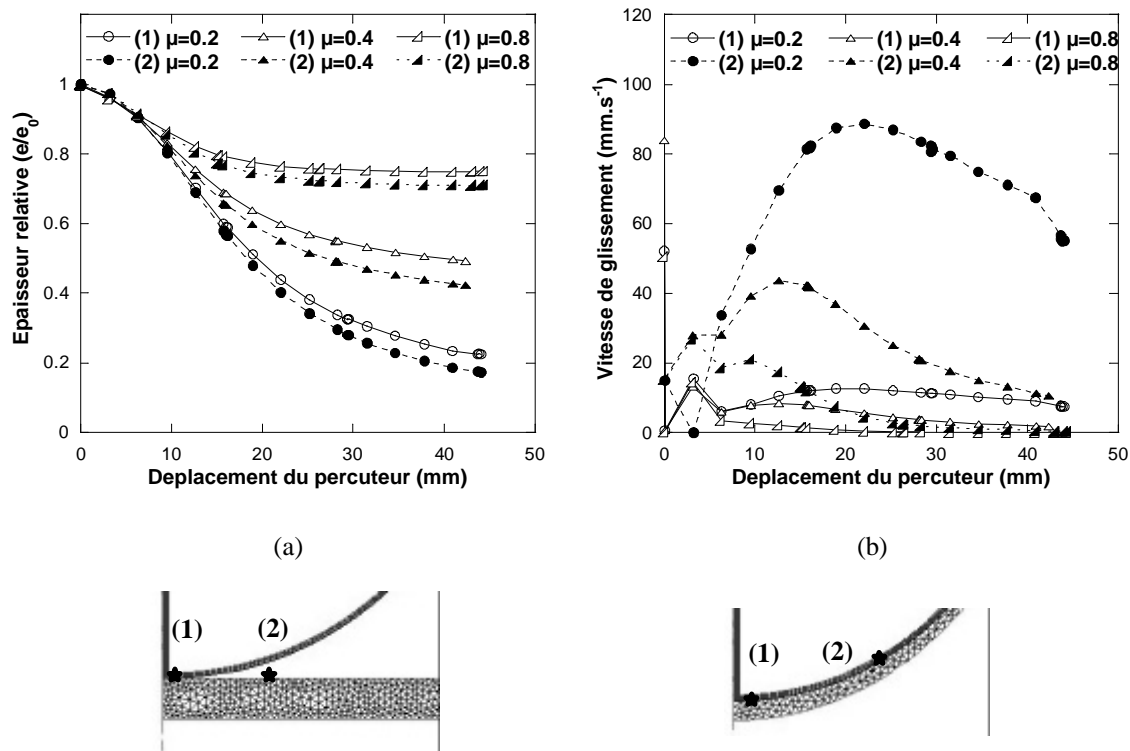 (1) µ=0.2 (1) µ=0.4 (1) µ=0.8
(2) µ=0.2 (2) µ=0.4 (2) µ=0.8
Epaisseur relative (e/e0)
1
0.8
0.6
0.4
0.2
0
0 10 20 30 40 50
Deplacement du percuteur (mm)
(a)
(1) µ=0.2 (1) µ=0.4 (1) µ=0.8
(2) µ=0.2 (2) µ=0.4 (2) µ=0.8
Vitesse de glissement (mm.s-1)
120
100
80
60
40
20
0
0 10 20 30 40 50
Deplacement du percuteur (mm)
(b)
(1) (2)
(1) (2)